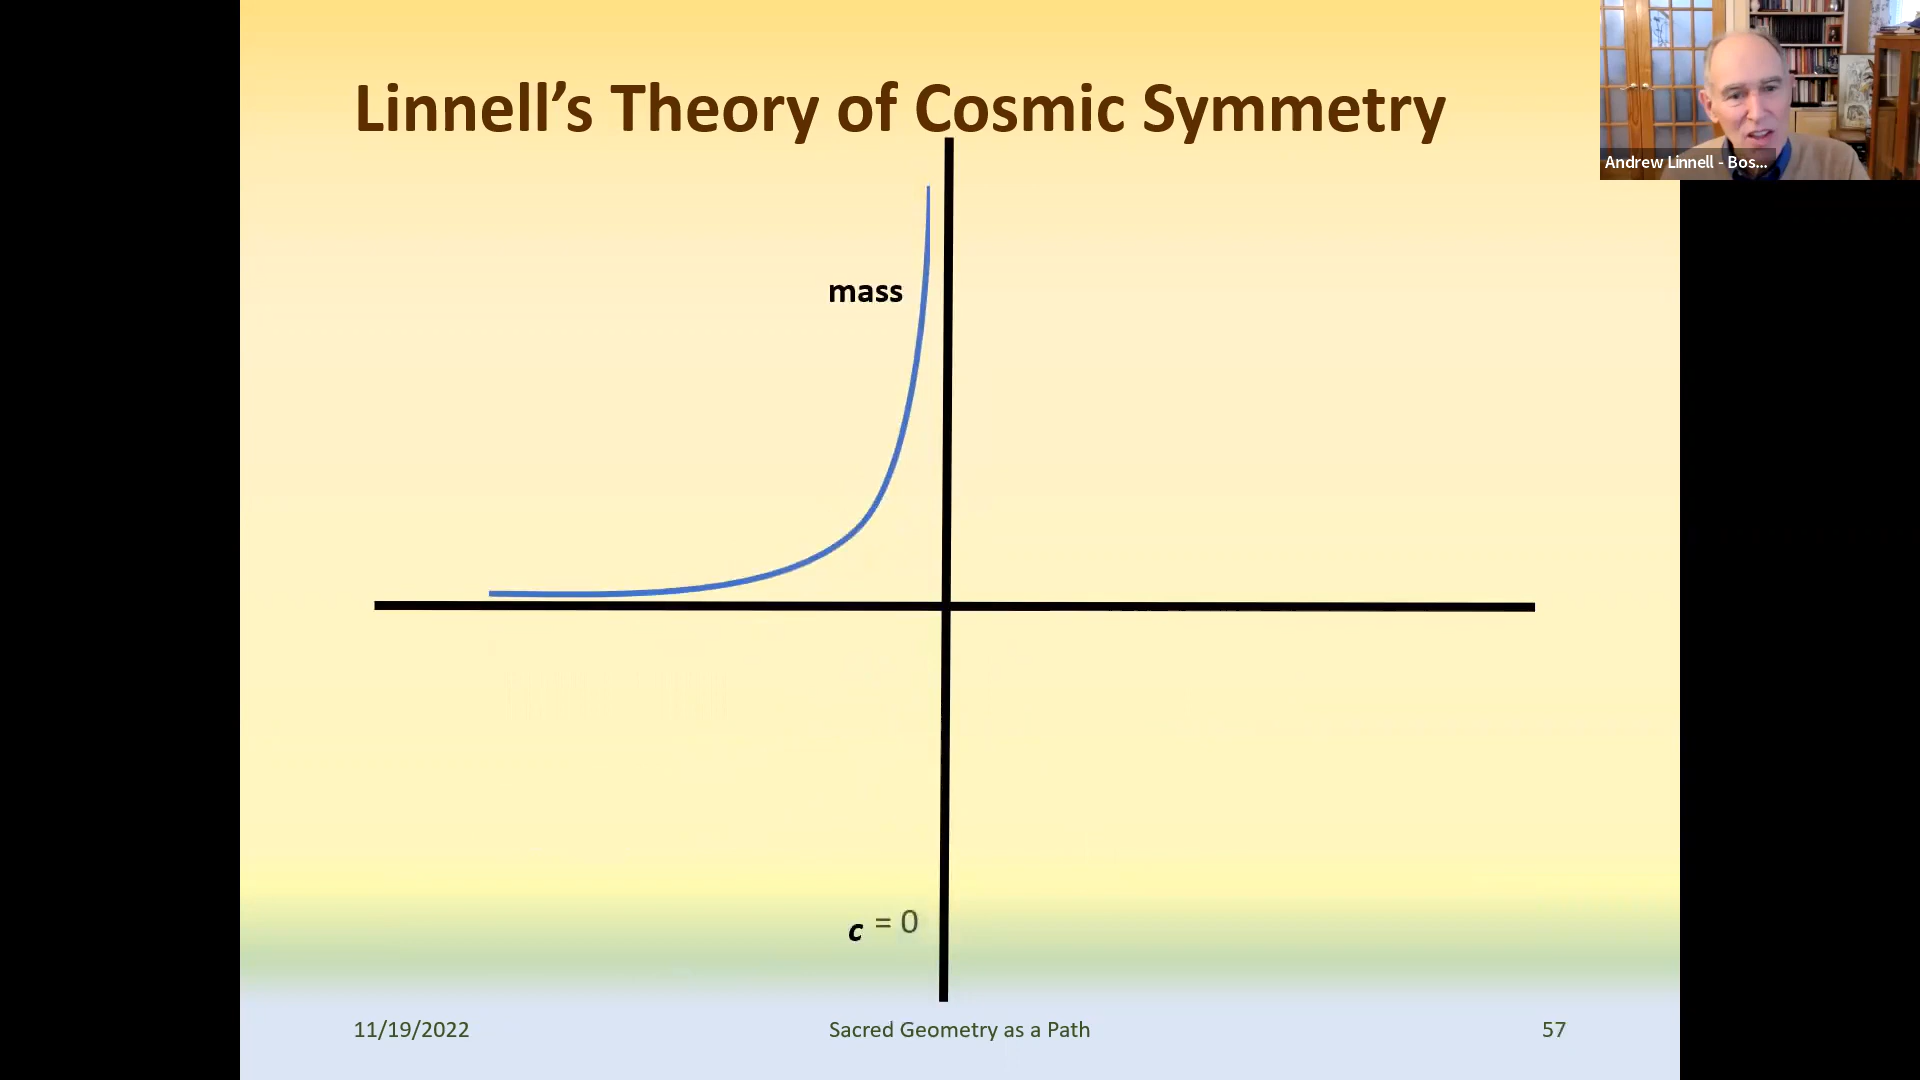 Linnell’s Theory of Cosmic Symmetry
Andrew Linnell - Bos...
mass
c = 0
11/19/2022
Sacred Geometry as a Path
57